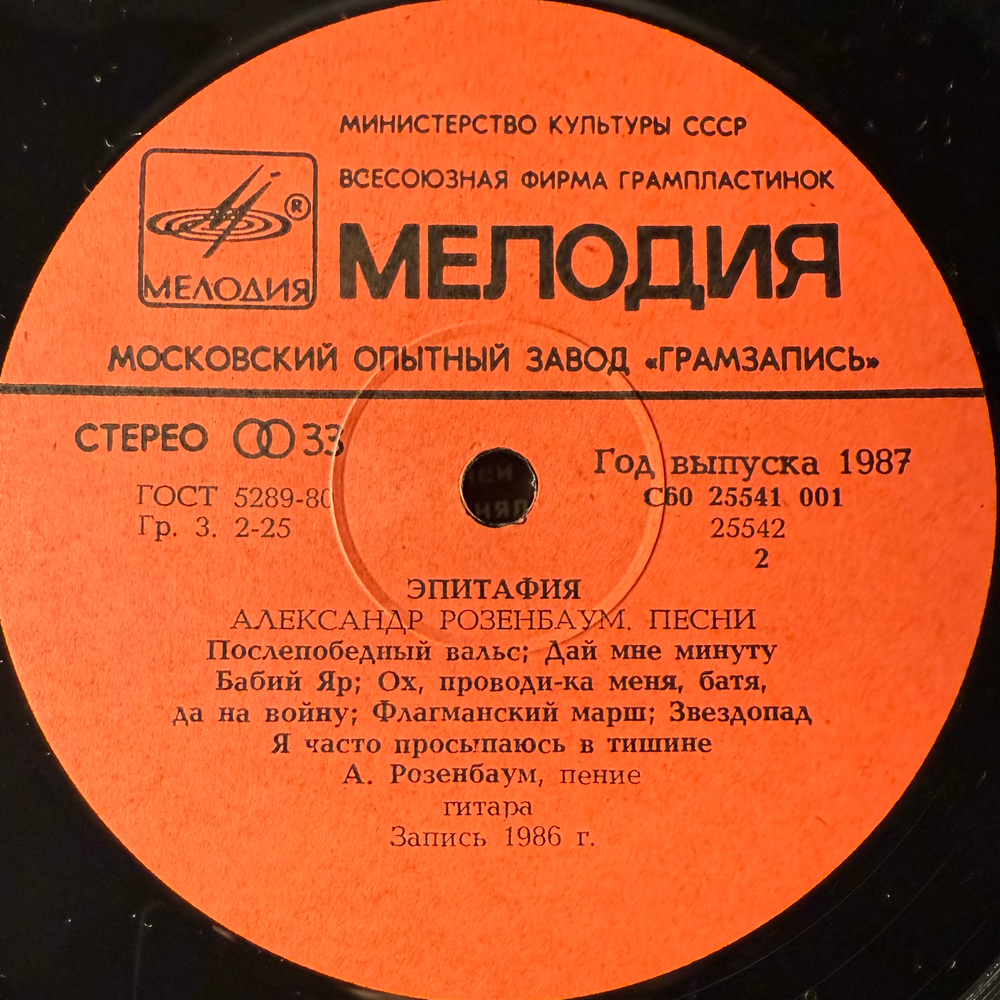 МИНИСТЕРСТВО КУЛЬТУРЫ СССР
ВСЕСОЮЗНАЯ ФИРМА ГРАМПЛАСТИНОК
®
МЕЛОДИЯ
МЕЛОДИЯ
МОСКОВСКИЙ ОПЫТНЫЙ ЗАВОД «ГРАМЗАПИСЬ»
СТЕРЕО 33
Год выпуска 1987
ГОСТ 5289-80
С60 25541 001
Гр. 3. 2-25
25542
2
ЭПИТАФИЯ
АЛЕКСАНДР РОЗЕНБАУМ. ПЕСНИ
Послепобедный вальс; Дай мне минуту
Бабий Яр; Ох, проводи-ка меня, батя,
да на войну; Флагманский марш; Звездопад
Я часто просыпаюсь в тишине
А. Розенбаум, пение
гитара
Запись 1986 г.